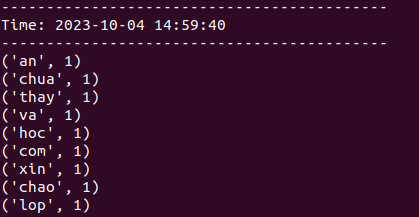 -------------------------------------------
Time: 2023-10-04 14:59:40
-------------------------------------------
('an', 1)
('chua', 1)
('thay', 1)
('va', 1)
('hoc', 1)
('com', 1)
('xin', 1)
('chao', 1)
('lop', 1)